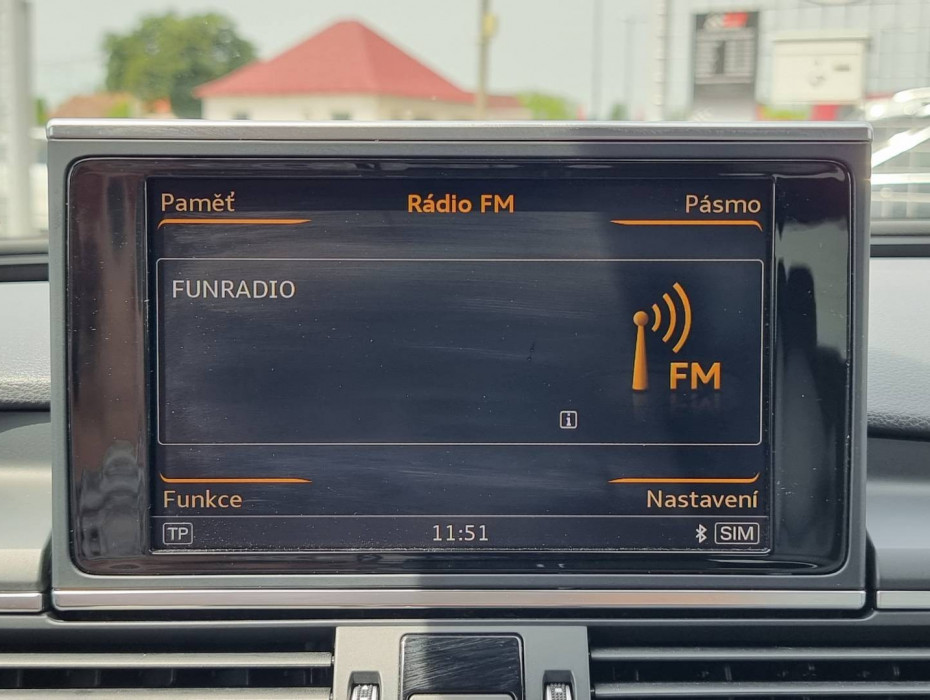 Paměť Rádio FM Pásmo
FUNRADIO
FM
i
Funkce Nastavení
TP 11:51 SIM